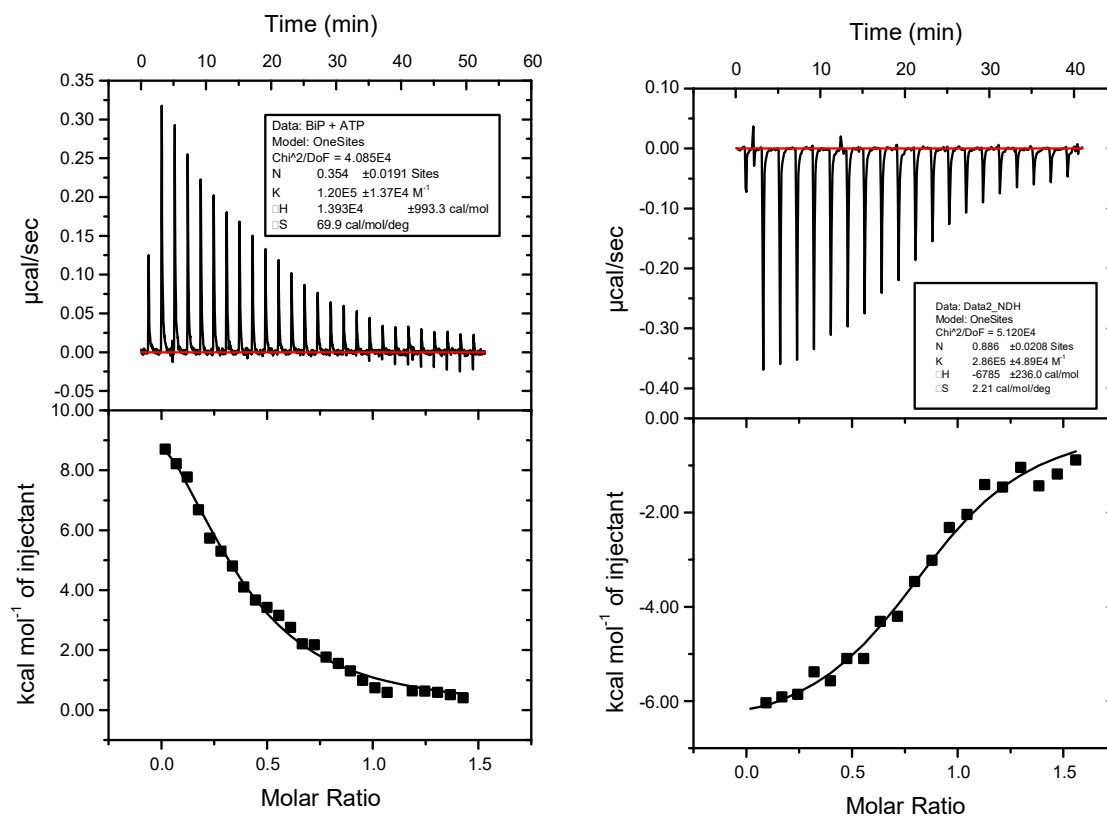 Time (min)
0 10 20 30 40 50 60
0.35
0.30
0.25
0.20
0.15
0.10
0.05
0.00
-0.05
µcal/sec
Data: BiP + ATP
Model: OneSites
Chi^2/DoF = 4.085E4
N 0.354 ±0.0191 Sites
K 1.20E5 ±1.37E4 M⁻¹
□H 1.393E4 ±993.3 cal/mol
□S 69.9 cal/mol/deg
10.00
8.00
6.00
4.00
2.00
0.00
kcal mol⁻¹ of injectant
0.0 0.5 1.0 1.5
Molar Ratio
Time (min)
0 10 20 30 40
0.10
0.00
-0.10
-0.20
-0.30
-0.40
µcal/sec
Data: Data2_NDH
Model: OneSites
Chi^2/DoF = 5.120E4
N 0.886 ±0.0208 Sites
K 2.86E5 ±4.89E4 M⁻¹
□H -6785 ±236.0 cal/mol
□S 2.21 cal/mol/deg
0.00
-2.00
-4.00
-6.00
kcal mol⁻¹ of injectant
0.0 0.5 1.0 1.5
Molar Ratio